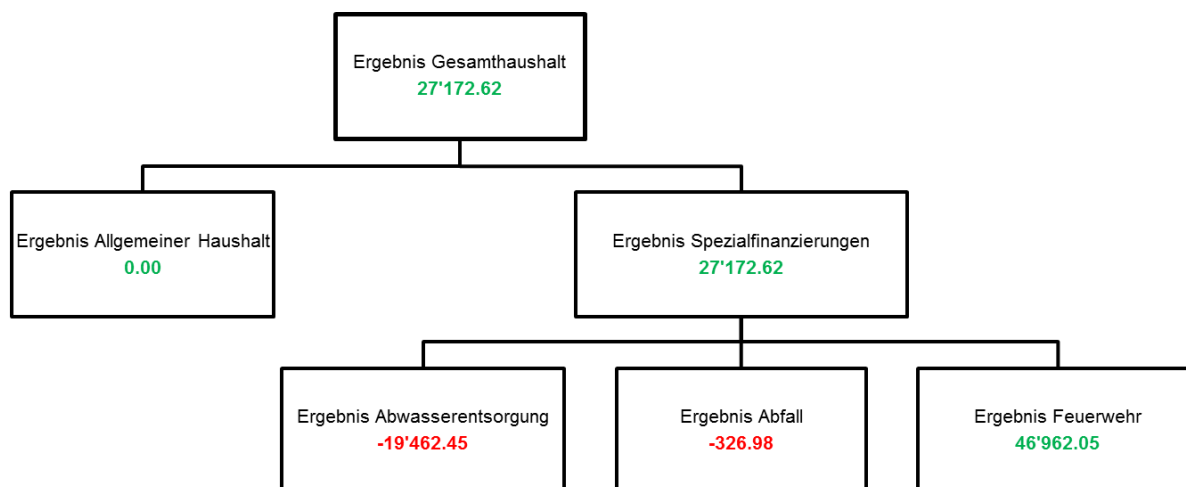 Ergebnis Gesamthaushalt
27'172.62
Ergebnis Allgemeiner Haushalt
0.00
Ergebnis Spezialfinanzierungen
27'172.62
Ergebnis Abwasserentsorgung
-19'462.45
Ergebnis Abfall
-326.98
Ergebnis Feuerwehr
46'962.05